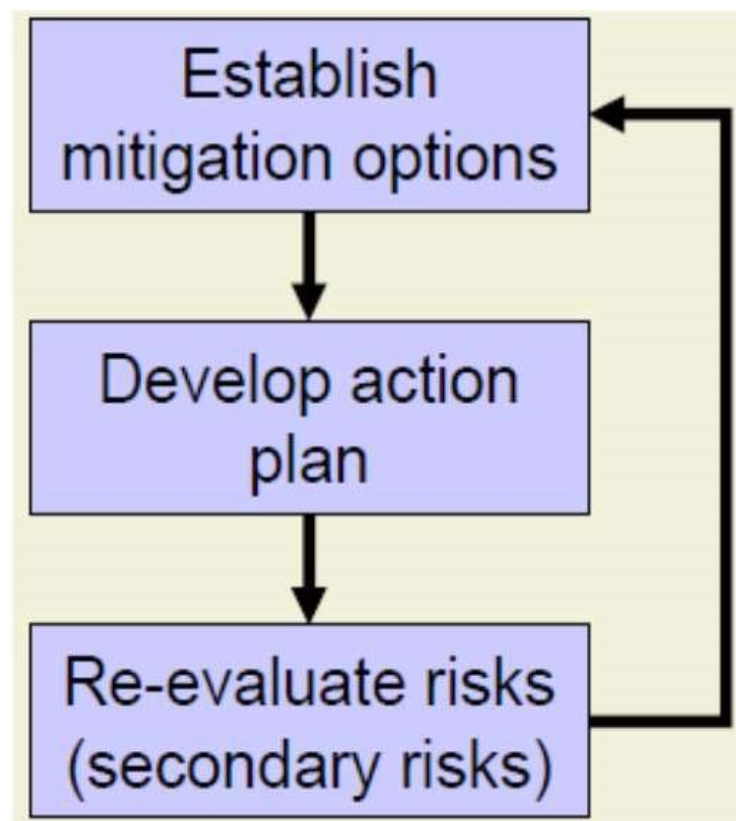 Establish
mitigation options
Develop action
plan
Re-evaluate risks
(secondary risks)